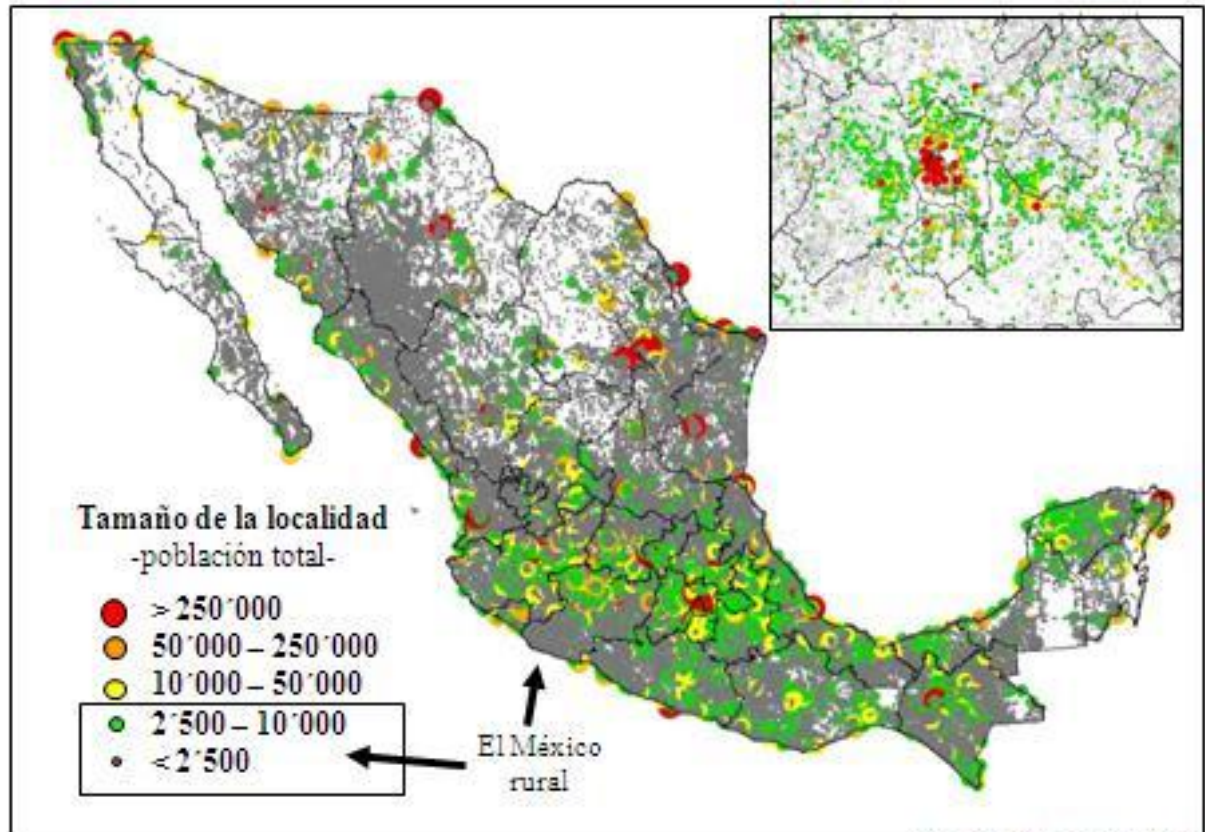 Tamaño de la localidad
-población total-
> 250´000
50´000 – 250´000
10´000 – 50´000
2´500 – 10´000
< 2´500
El México
rural